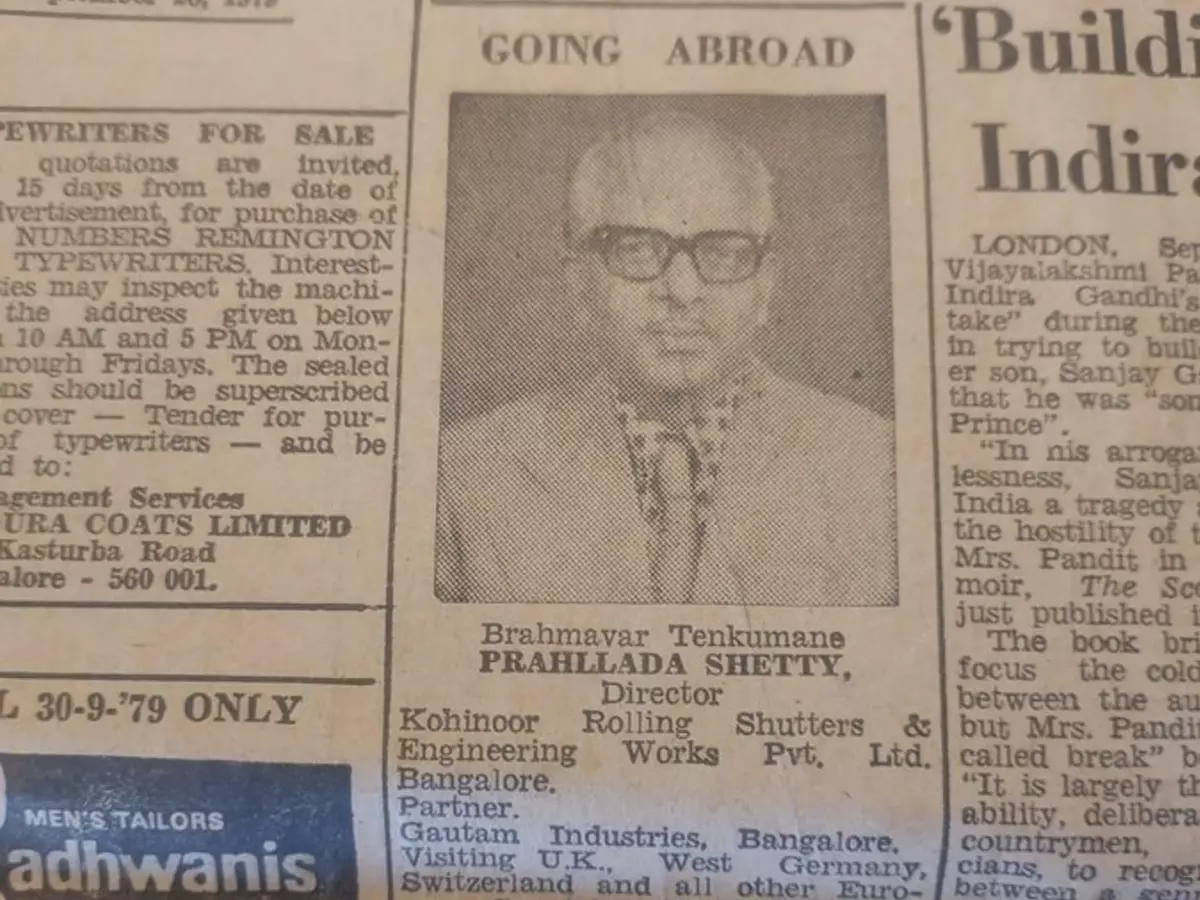 1979
PEWRITERS FOR SALE
quotations are invited,
15 days from the date of
vertisement, for purchase of
NUMBERS REMINGTON
TYPEWRITERS. Interest-
ies may inspect the machi-
the address given below
10 AM and 5 PM on Mon-
rough Fridays. The sealed
ns should be superscribed
cover — Tender for pur-
of typewriters — and be
d to:
agement Services
URA COATS LIMITED
Kasturba Road
alore - 560 001.
L 30-9-'79 ONLY
MEN'S TAILORS
adhwanis
GOING ABROAD
Brahmavar Tenkumane
PRAHLLADA SHETTY,
Director
Kohinoor Rolling Shutters &
Engineering Works Pvt. Ltd.
Bangalore.
Partner.
Gautam Industries, Bangalore.
Visiting U.K., West Germany,
Switzerland and all other Euro-
‘Buildi
Indira
LONDON, Sep
Vijayalakshmi Pa
Indira Gandhi's
take” during the
in trying to buil
er son, Sanjay G
that he was “son
Prince”.
“In nis arroga
lessness, Sanja
India a tragedy
the hostility of t
Mrs. Pandit in
moir, The Sco
just published i
The book bri
focus the cold
between the au
but Mrs. Pandit
called break” b
“It is largely th
ability, delibera
countrymen,
cians, to recog
between a gen